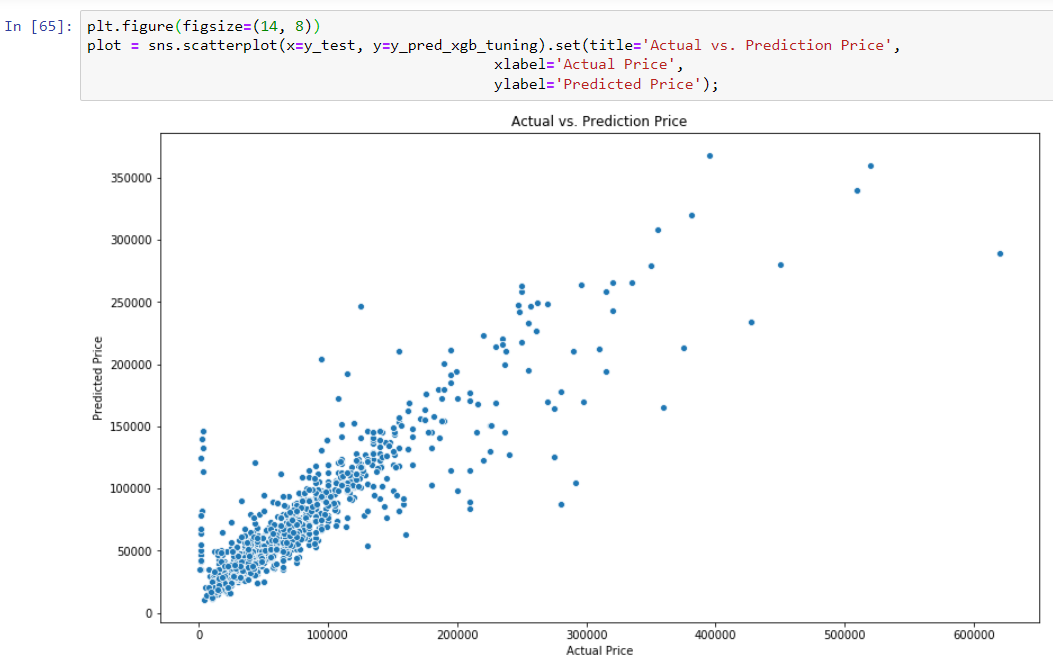 In [65]: plt.figure(figsize=(14, 8))
plot = sns.scatterplot(x=y_test, y=y_pred_xgb_tuning).set(title='Actual vs. Prediction Price',
xlabel='Actual Price',
ylabel='Predicted Price');
Actual vs. Prediction Price
350000
300000
250000
200000
150000
100000
50000
0
Predicted Price
0 100000 200000 300000 400000 500000 600000
Actual Price